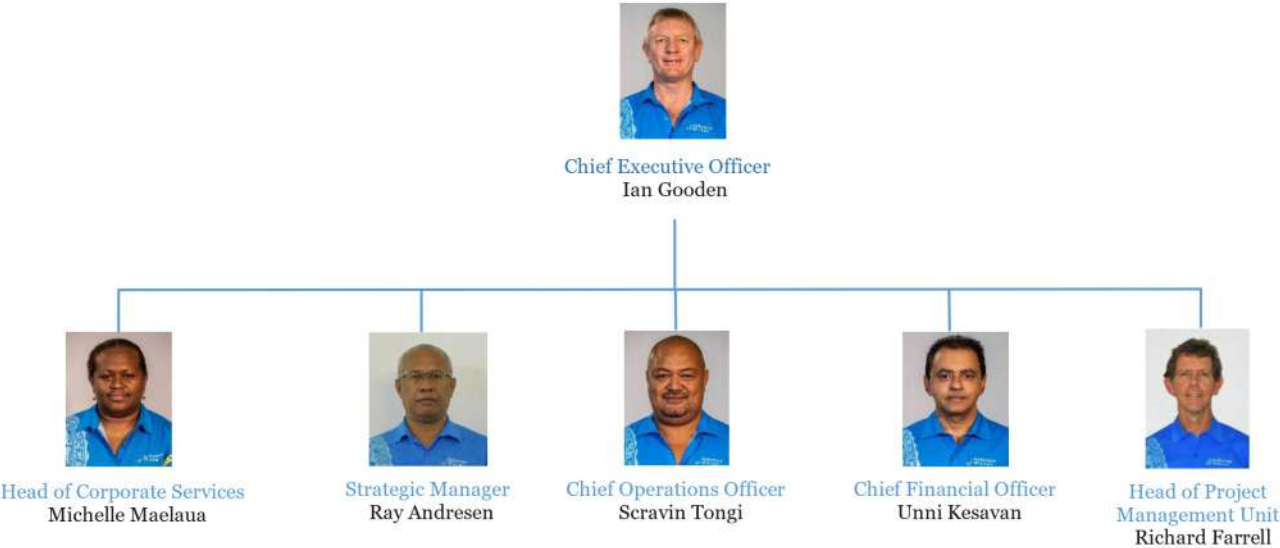 Chief Executive Officer
Ian Gooden
Head of Corporate Services
Michelle Maelaua
Strategic Manager
Ray Andresen
Chief Operations Officer
Scravin Tongi
Chief Financial Officer
Unni Kesavan
Head of Project
Management Unit
Richard Farrell